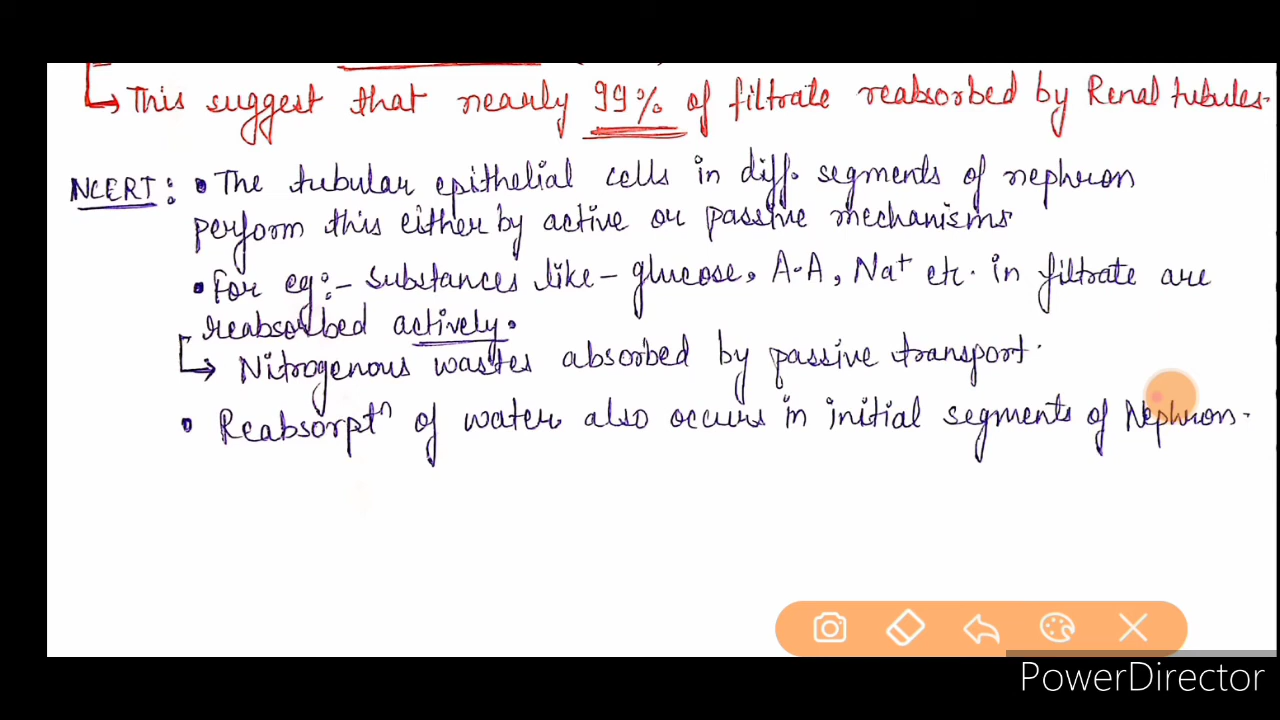 This suggest that nearly 99% of filtrate reabsorbed by Renal tubules.
NCERT : • The tubular epithelial cells in diff. segments of nephron
perform this either by active or passive mechanisms
• For eg :- substances like - glucose, A.A, Na+ etc. in filtrate are
reabsorbed actively.
Nitrogenous wastes absorbed by passive transport.
• Reabsorptⁿ of water also occurs in initial segments of Nephron.
PowerDirector